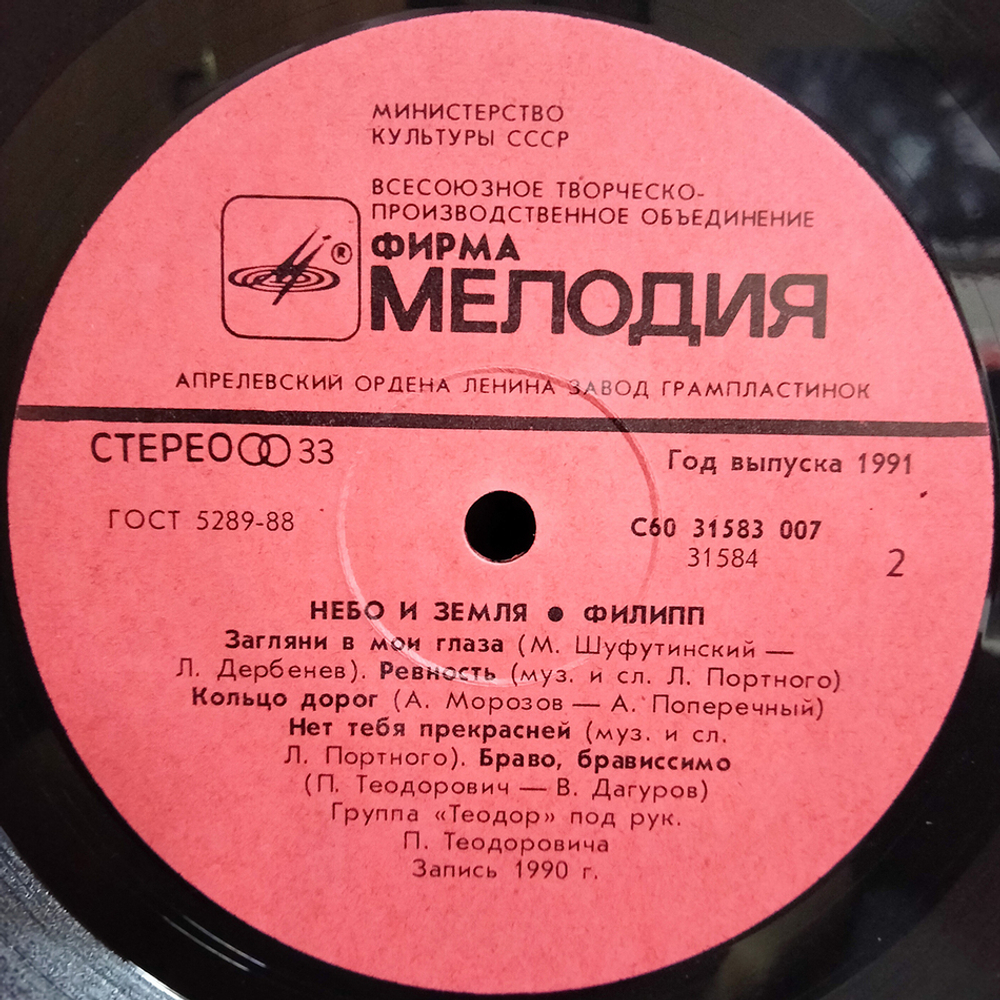 МИНИСТЕРСТВО
КУЛЬТУРЫ СССР
ВСЕСОЮЗНОЕ ТВОРЧЕСКО-
ПРОИЗВОДСТВЕННОЕ ОБЪЕДИНЕНИЕ
®
ФИРМА
МЕЛОДИЯ
АПРЕЛЕВСКИЙ ОРДЕНА ЛЕНИНА ЗАВОД ГРАМПЛАСТИНОК
СТЕРЕО 33
Год выпуска 1991
ГОСТ 5289-88
С60 31583 007
31584
2
НЕБО И ЗЕМЛЯ ● ФИЛИПП
Загляни в мои глаза (М. Шуфутинский —
Л. Дербенев). Ревность (муз. и сл. Л. Портного)
Кольцо дорог (А. Морозов — А. Поперечный)
Нет тебя прекрасней (муз. и сл.
Л. Портного). Браво, брависсимо
(П. Теодорович — В. Дагуров)
Группа «Теодор» под рук.
П. Теодоровича
Запись 1990 г.